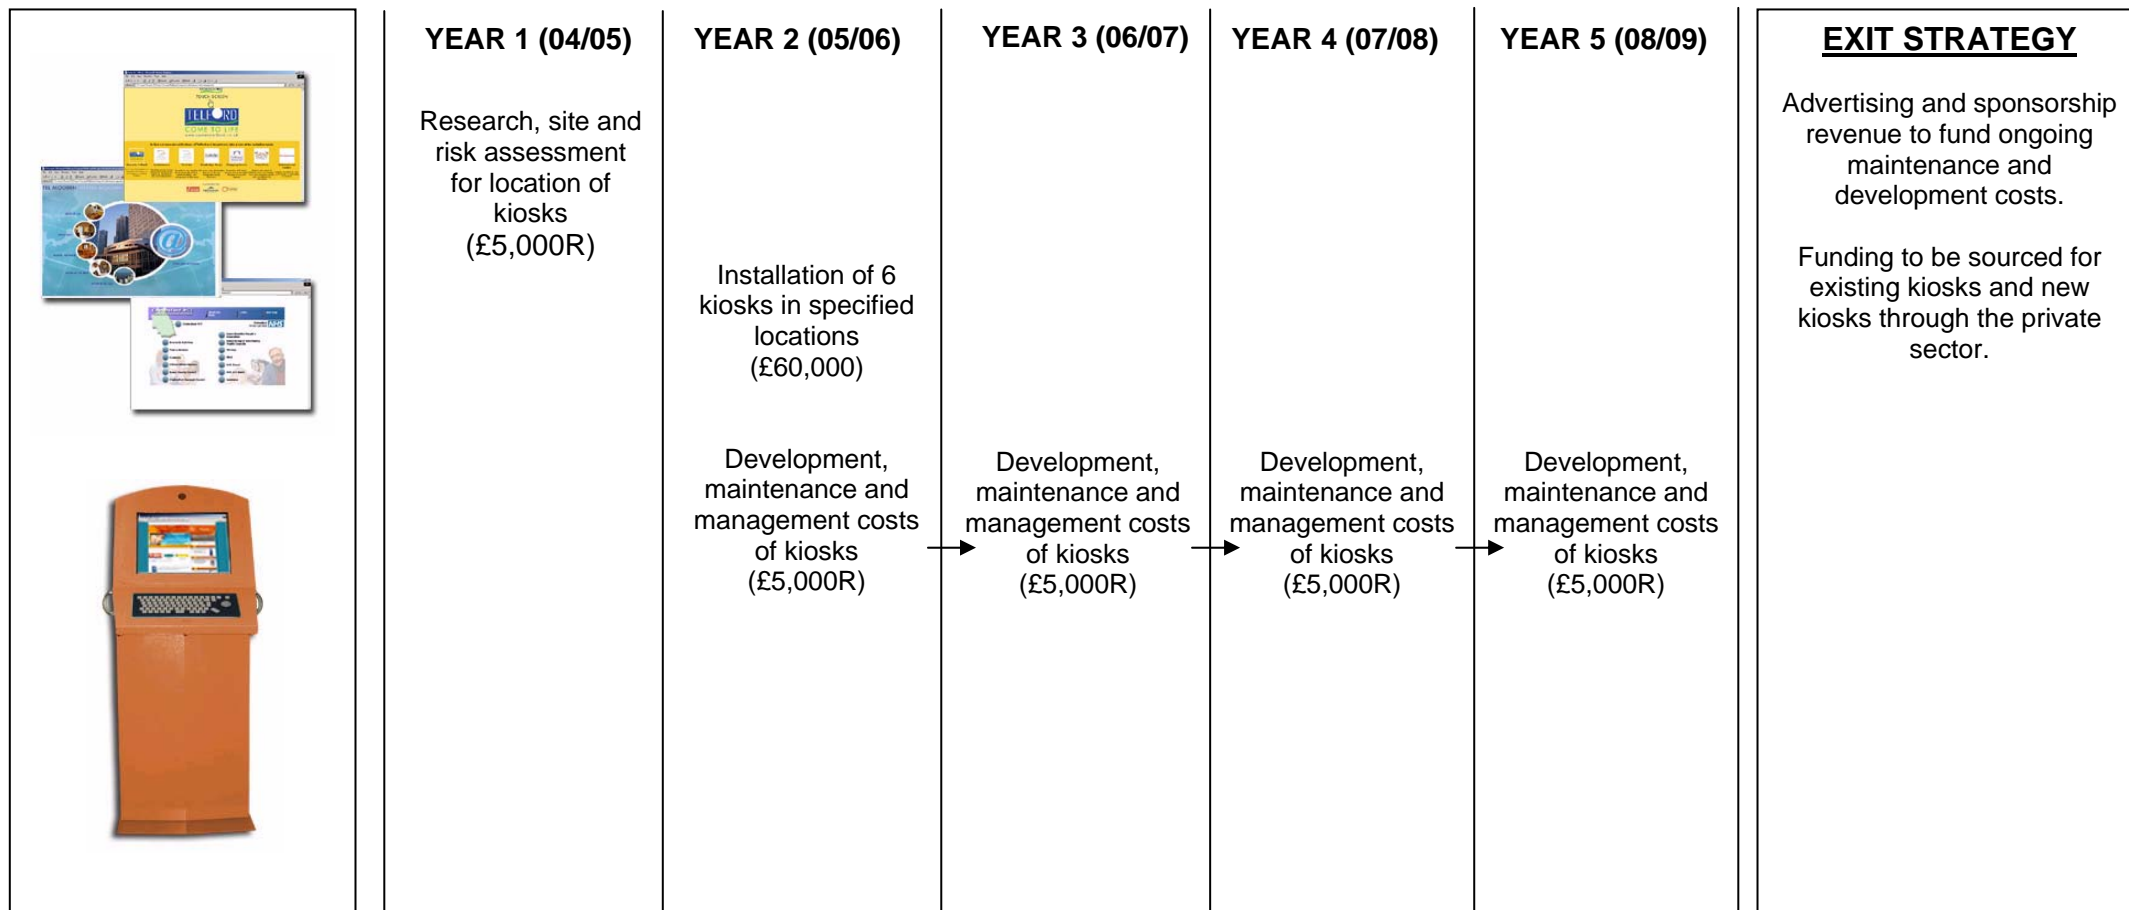 TELFORD
COME TO LIFE
YEAR 1 (04/05)
Research, site and
risk assessment
for location of
kiosks
(£5,000R)
YEAR 2 (05/06)
Installation of 6
kiosks in specified
locations
(£60,000)
Development,
maintenance and
management costs
of kiosks
(£5,000R)
YEAR 3 (06/07)
Development,
maintenance and
management costs
of kiosks
(£5,000R)
YEAR 4 (07/08)
Development,
maintenance and
management costs
of kiosks
(£5,000R)
YEAR 5 (08/09)
Development,
maintenance and
management costs
of kiosks
(£5,000R)
EXIT STRATEGY
Advertising and sponsorship
revenue to fund ongoing
maintenance and
development costs.
Funding to be sourced for
existing kiosks and new
kiosks through the private
sector.